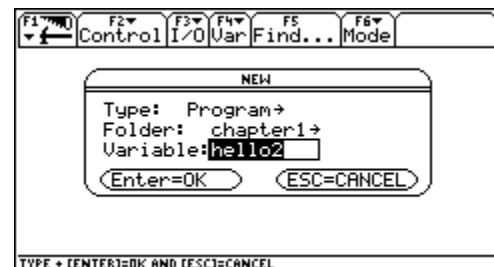 F1 F2 F3 F4 F5 F6
Control I/O Var Find... Mode
NEW
Type: Program→
Folder: chapter1→
Variable: hello2
Enter=OK ESC=CANCEL
TYPE + [ENTER]=OK AND [ESC]=CANCEL